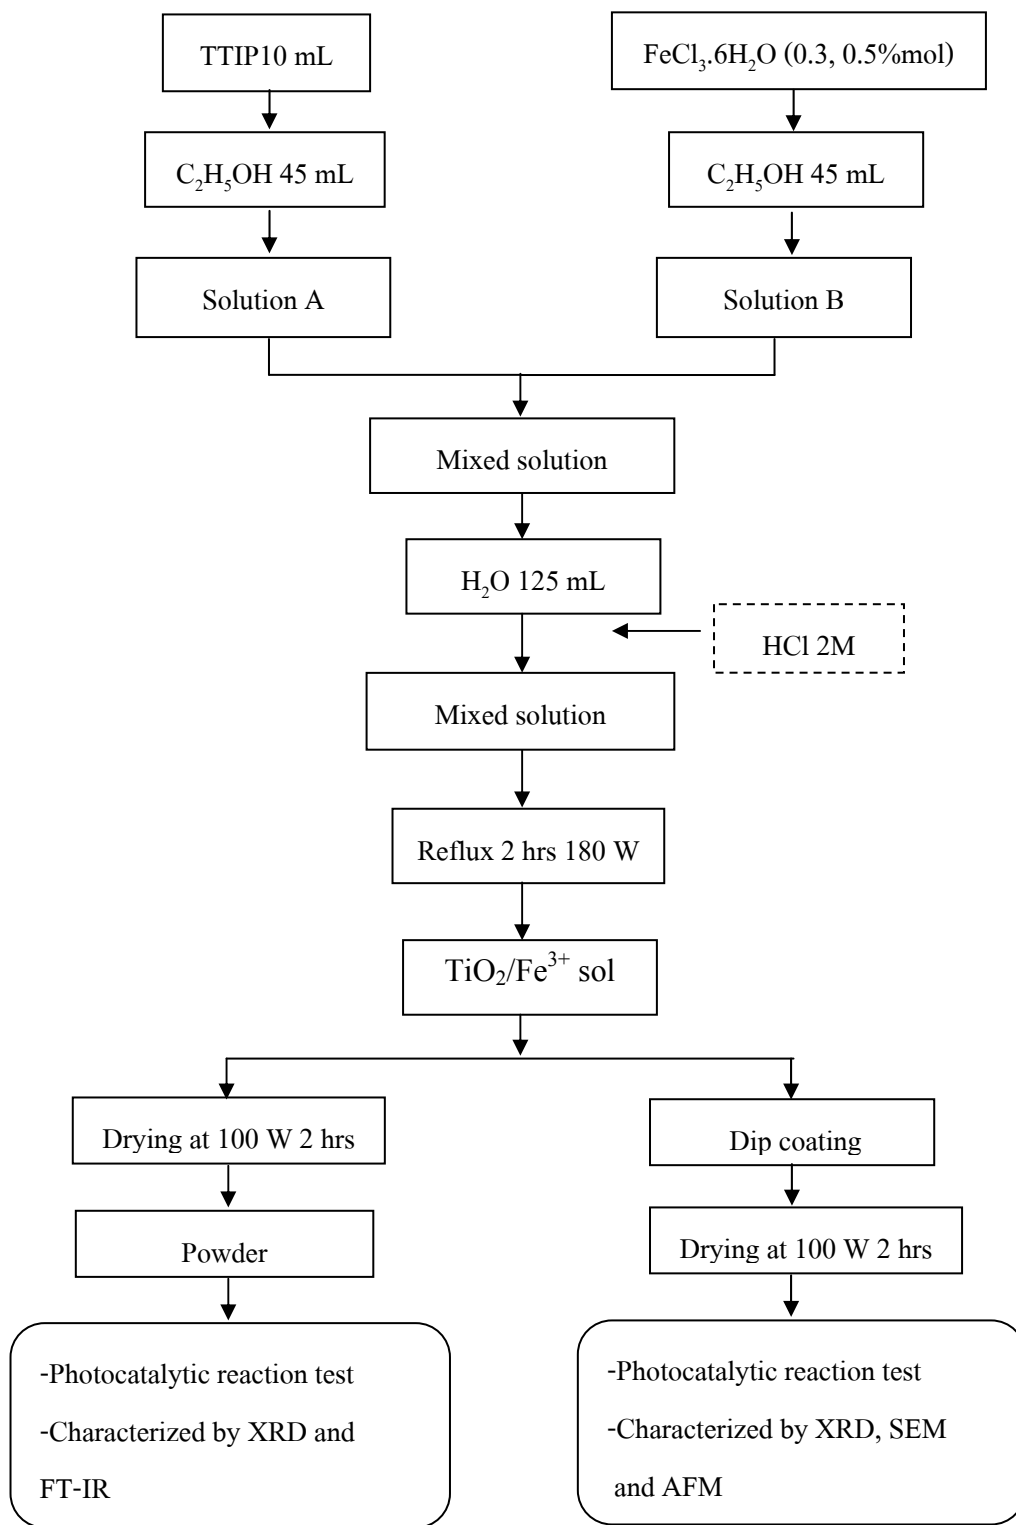 TTIP10 mL
FeCl₃.6H₂O (0.3, 0.5%mol)
C₂H₅OH 45 mL
C₂H₅OH 45 mL
Solution A
Solution B
Mixed solution
H₂O 125 mL
HCl 2M
Mixed solution
Reflux 2 hrs 180 W
TiO₂/Fe³⁺ sol
Drying at 100 W 2 hrs
Dip coating
Powder
Drying at 100 W 2 hrs
-Photocatalytic reaction test
-Characterized by XRD and
FT-IR
-Photocatalytic reaction test
-Characterized by XRD, SEM
and AFM